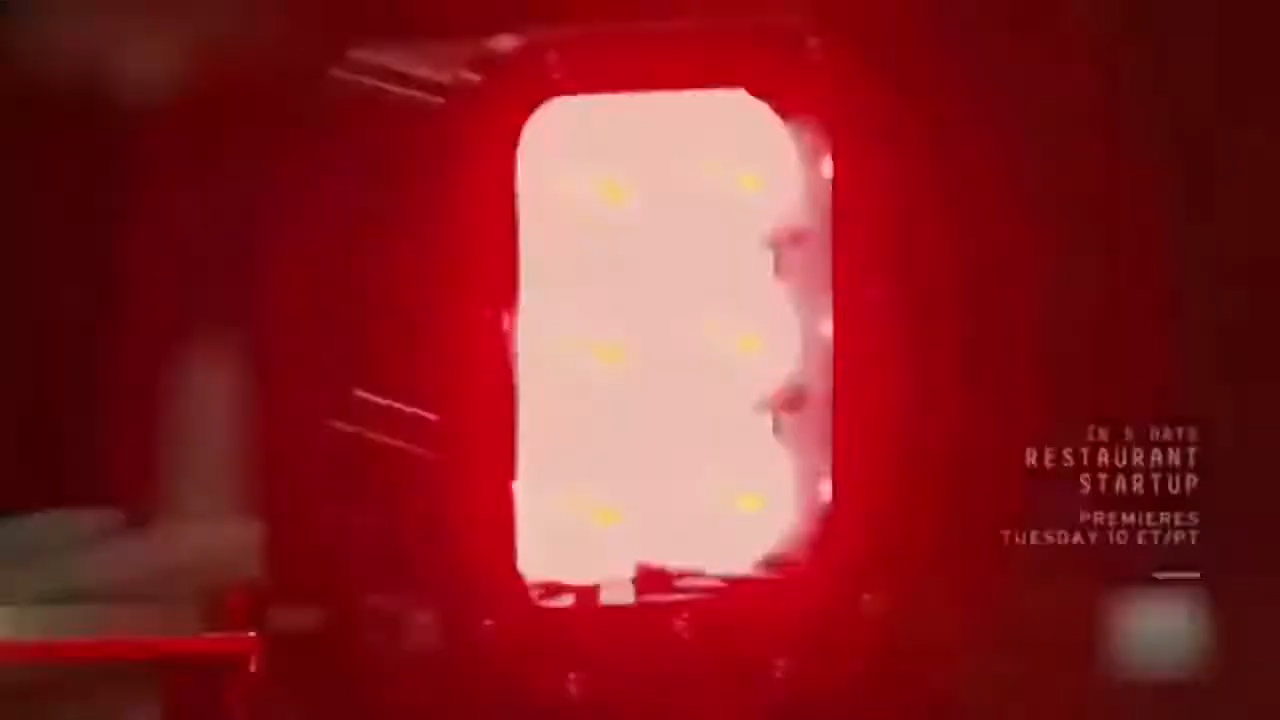 IN 5 DAYS
RESTAURANT
STARTUP
PREMIERES
TUESDAY 10 ET/PT